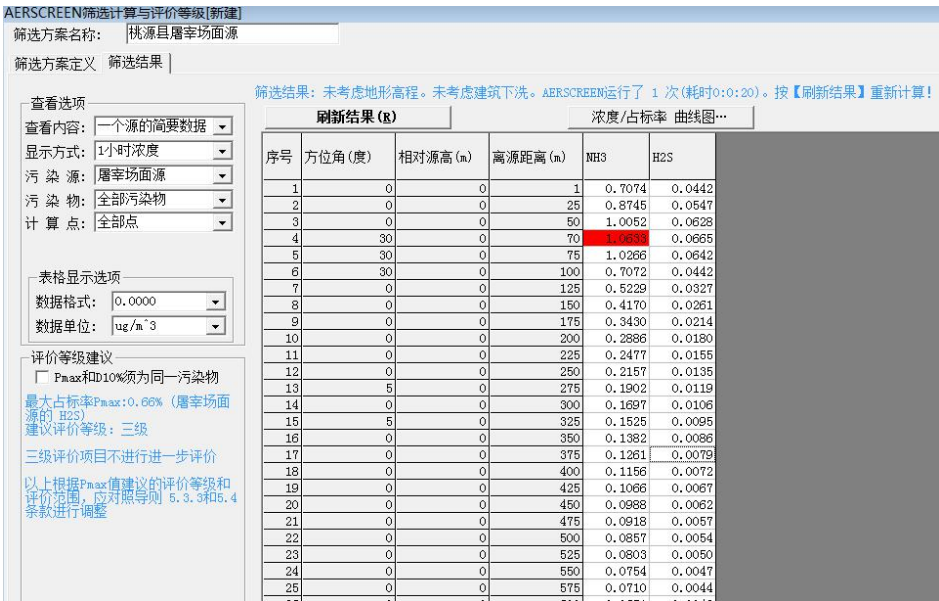 AERSCREEN筛选计算与评价等级[新建]
筛选方案名称: 桃源县屠宰场面源
筛选方案定义 筛选结果
筛选结果: 未考虑地形高程。未考虑建筑下洗。AERSCREEN运行了 1 次(耗时0:0:20)。按【刷新结果】重新计算!
查看选项
查看内容: 一个源的简要数据
显示方式: 1小时浓度
污 染 源: 屠宰场面源
污 染 物: 全部污染物
计 算 点: 全部点
表格显示选项
数据格式: 0.0000
数据单位: ug/m^3
评价等级建议
Pmax和D10%须为同一污染物
最大占标率Pmax:0.66% (屠宰场面
源的 H2S)
建议评价等级: 三级
三级评价项目不进行进一步评价
以上根据Pmax值建议的评价等级和
评价范围, 应对照导则 5.3.3和5.4
条款进行调整
刷新结果(R) 浓度/占标率 曲线图…
序号 方位角(度) 相对源高(m) 离源距离(m) NH3 H2S
1 0 0 1 0.7074 0.0442
2 0 0 25 0.8745 0.0547
3 0 0 50 1.0052 0.0628
4 30 0 70 1.0633 0.0665
5 30 0 75 1.0266 0.0642
6 30 0 100 0.7072 0.0442
7 0 0 125 0.5229 0.0327
8 0 0 150 0.4170 0.0261
9 0 0 175 0.3430 0.0214
10 0 0 200 0.2886 0.0180
11 0 0 225 0.2477 0.0155
12 0 0 250 0.2157 0.0135
13 5 0 275 0.1902 0.0119
14 0 0 300 0.1697 0.0106
15 5 0 325 0.1525 0.0095
16 0 0 350 0.1382 0.0086
17 0 0 375 0.1261 0.0079
18 0 0 400 0.1156 0.0072
19 0 0 425 0.1066 0.0067
20 0 0 450 0.0988 0.0062
21 0 0 475 0.0918 0.0057
22 0 0 500 0.0857 0.0054
23 0 0 525 0.0803 0.0050
24 0 0 550 0.0754 0.0047
25 0 0 575 0.0710 0.0044